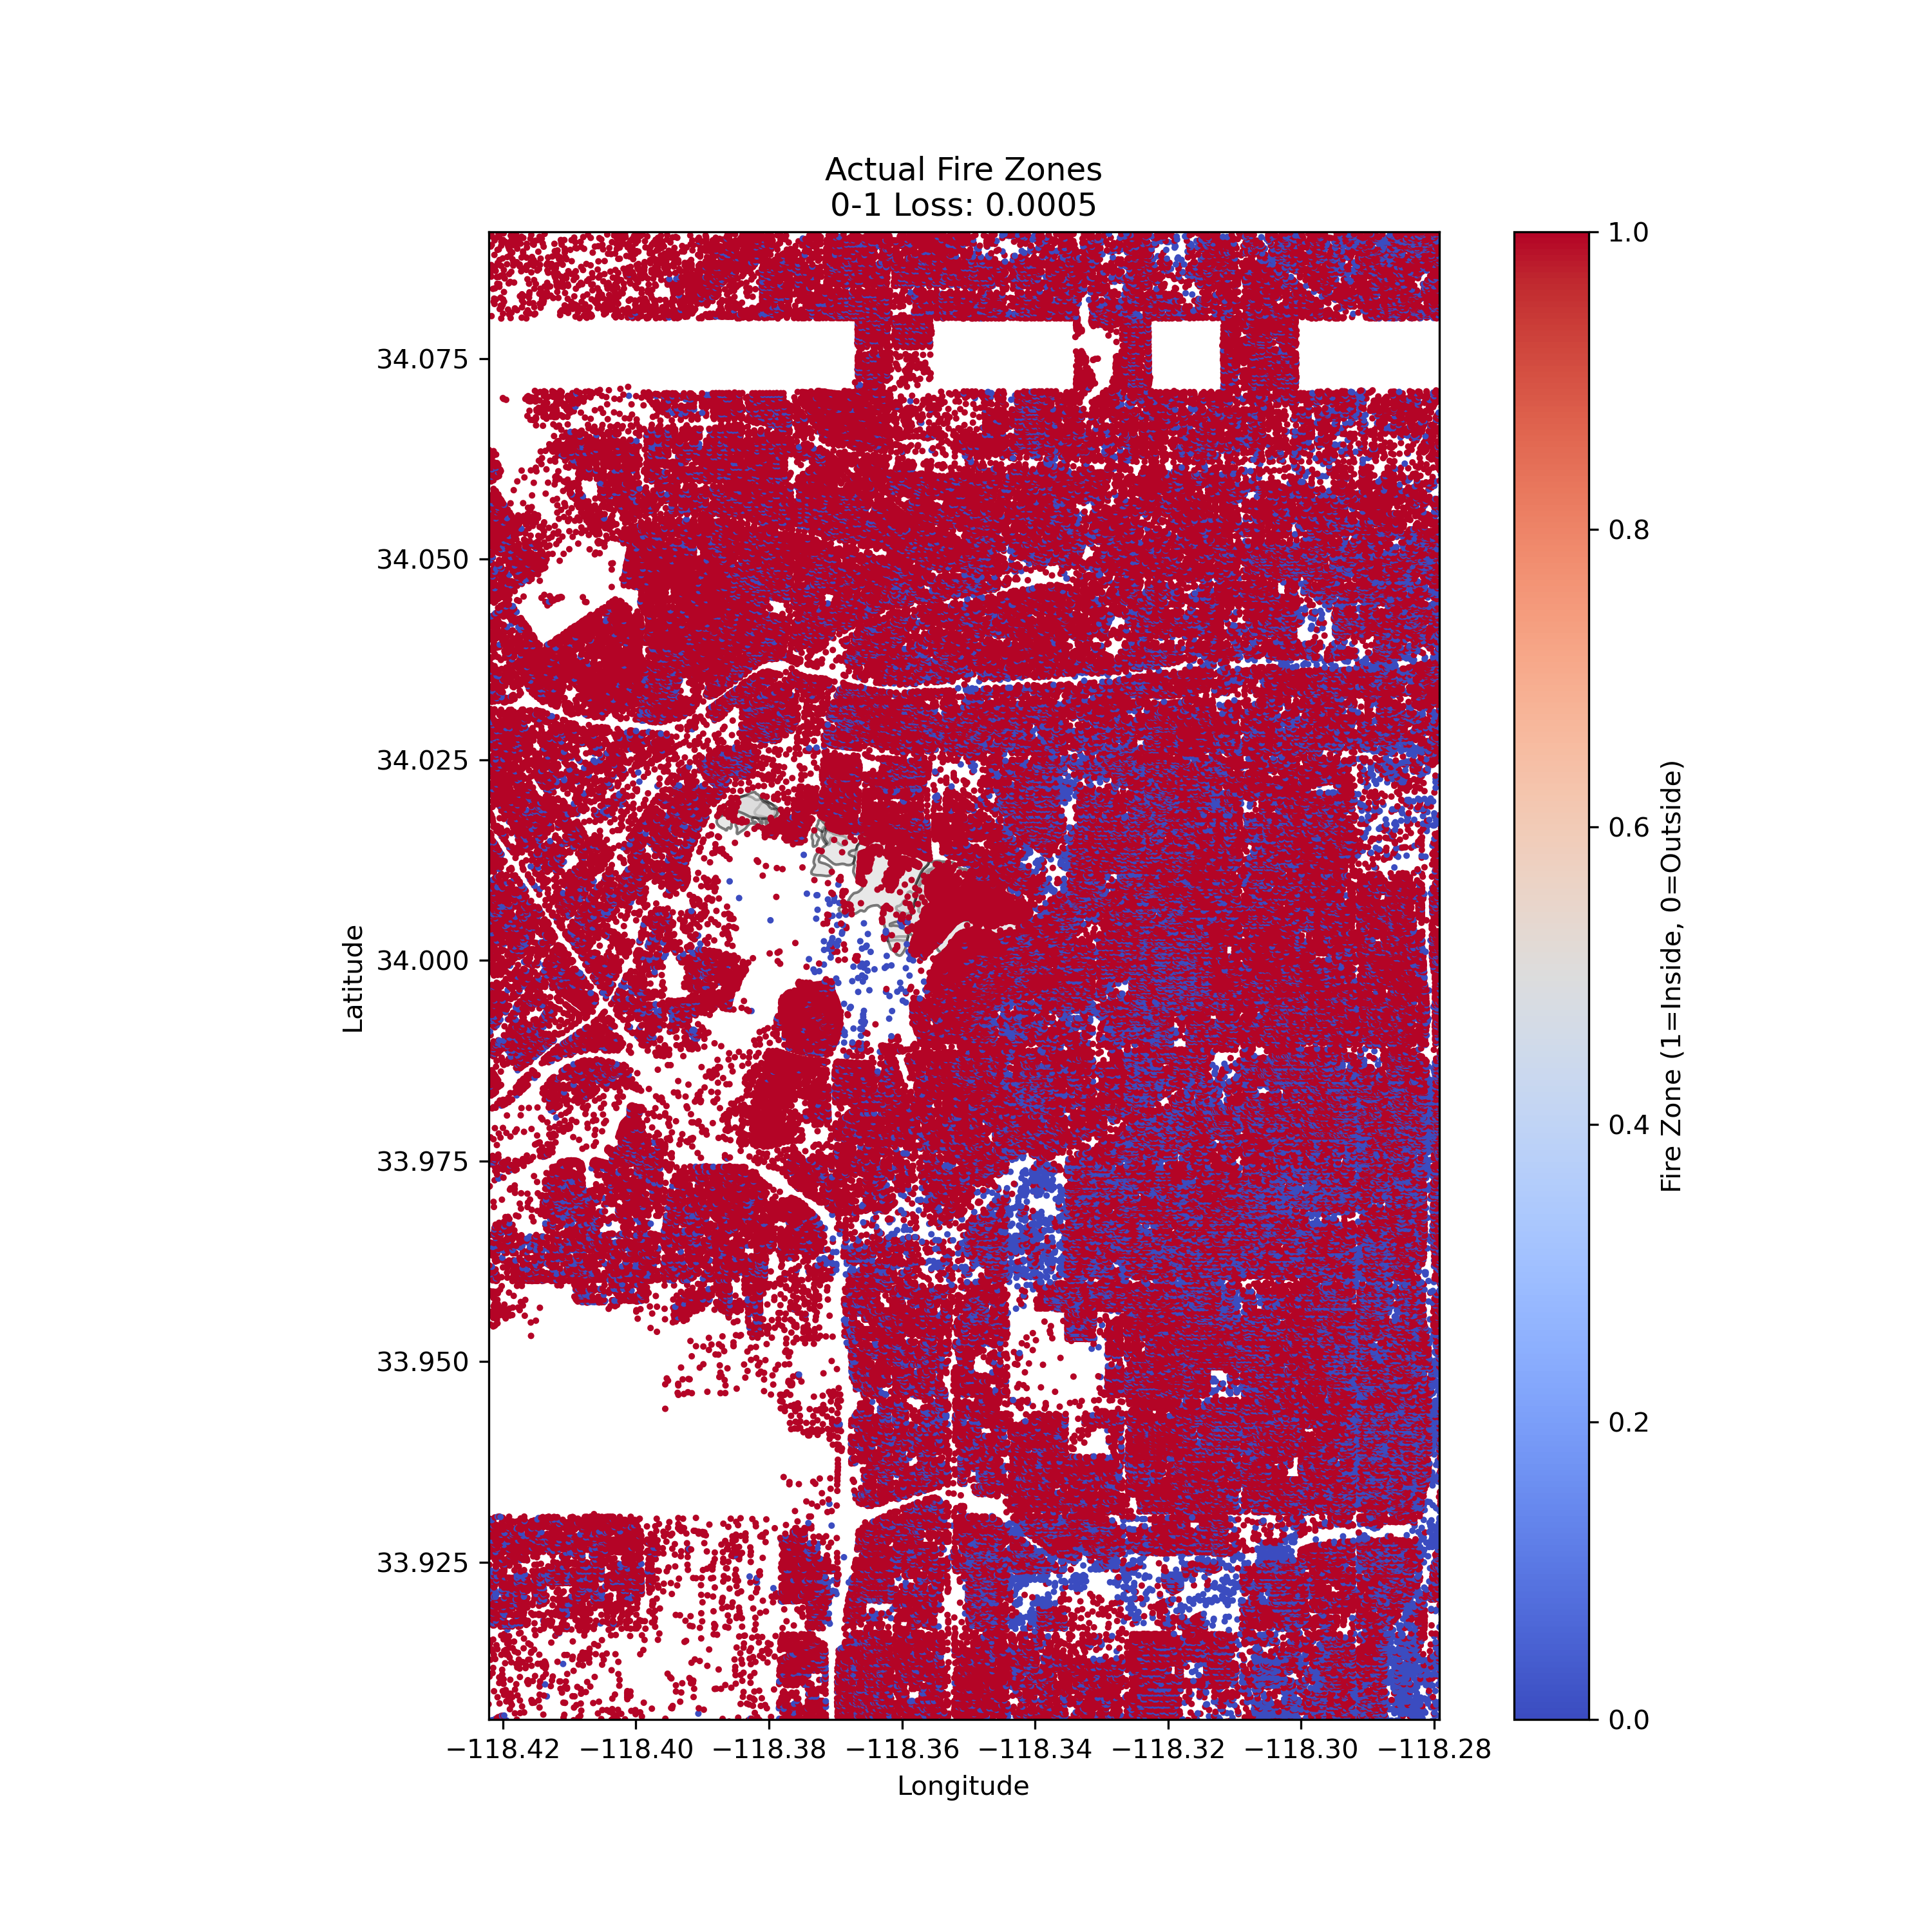 Actual Fire Zones
0-1 Loss: 0.0005
34.075
34.050
34.025
34.000
33.975
33.950
33.925
Latitude
−118.42 −118.40 −118.38 −118.36 −118.34 −118.32 −118.30 −118.28
Longitude
1.0
0.8
0.6
0.4
0.2
0.0
Fire Zone (1=Inside, 0=Outside)